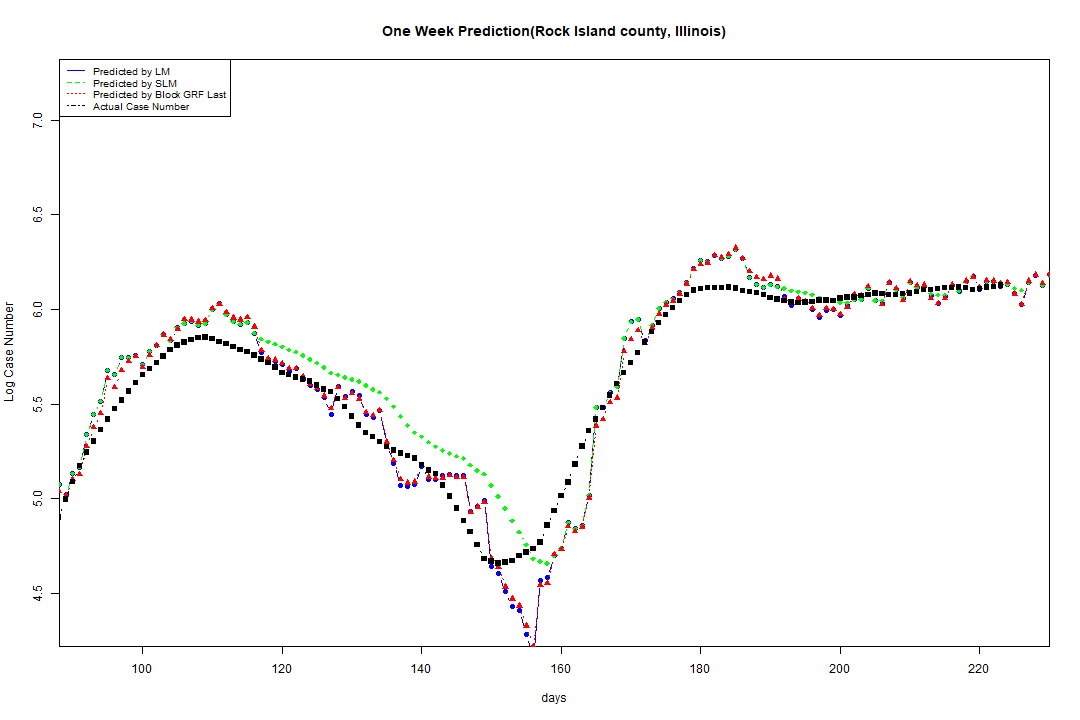 One Week Prediction(Rock Island county, Illinois)
Predicted by LM
Predicted by SLM
Predicted by Block GRF Last
Actual Case Number
Log Case Number
7.0
6.5
6.0
5.5
5.0
4.5
100 120 140 160 180 200 220
days